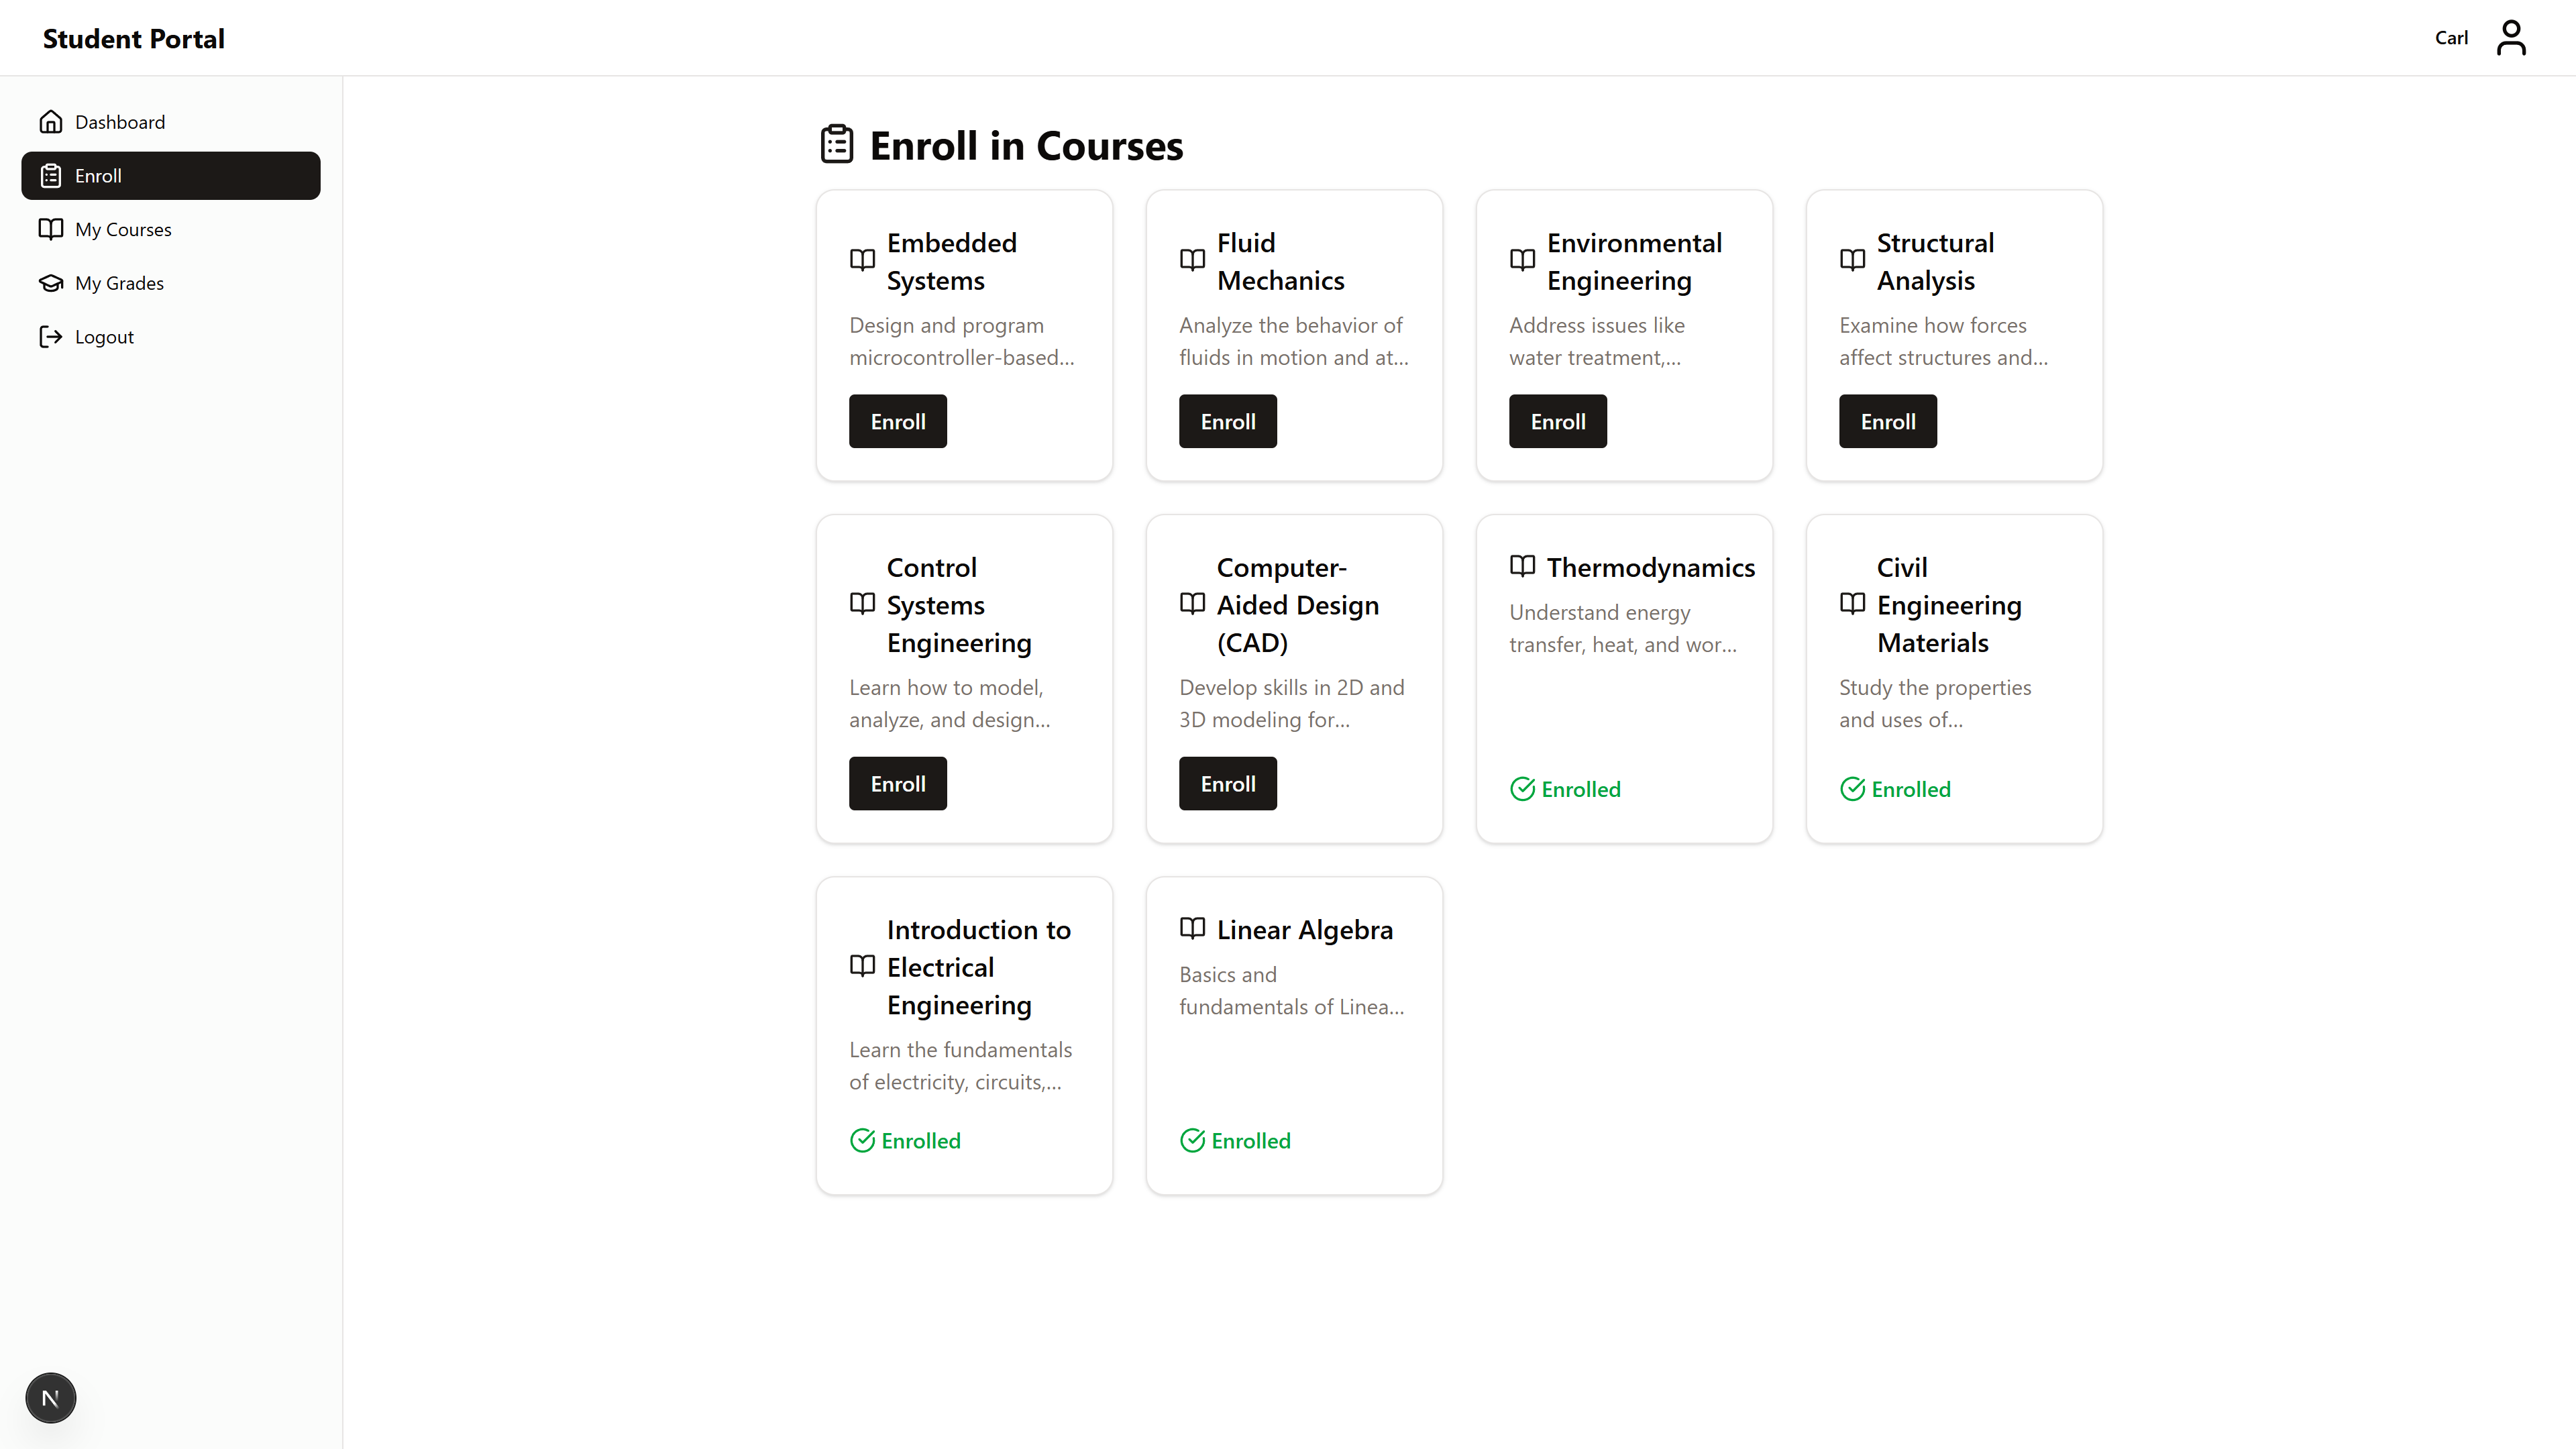 Student Portal
Carl
Dashboard
Enroll
My Courses
My Grades
Logout
Enroll in Courses
Embedded
Systems
Design and program
microcontroller-based...
Enroll
Fluid
Mechanics
Analyze the behavior of
fluids in motion and at...
Enroll
Environmental
Engineering
Address issues like
water treatment,...
Enroll
Structural
Analysis
Examine how forces
affect structures and...
Enroll
Control
Systems
Engineering
Learn how to model,
analyze, and design...
Enroll
Computer-
Aided Design
(CAD)
Develop skills in 2D and
3D modeling for...
Enroll
Thermodynamics
Understand energy
transfer, heat, and wor...
Enrolled
Civil
Engineering
Materials
Study the properties
and uses of...
Enrolled
Introduction to
Electrical
Engineering
Learn the fundamentals
of electricity, circuits,...
Enrolled
Linear Algebra
Basics and
fundamentals of Linea...
Enrolled
N